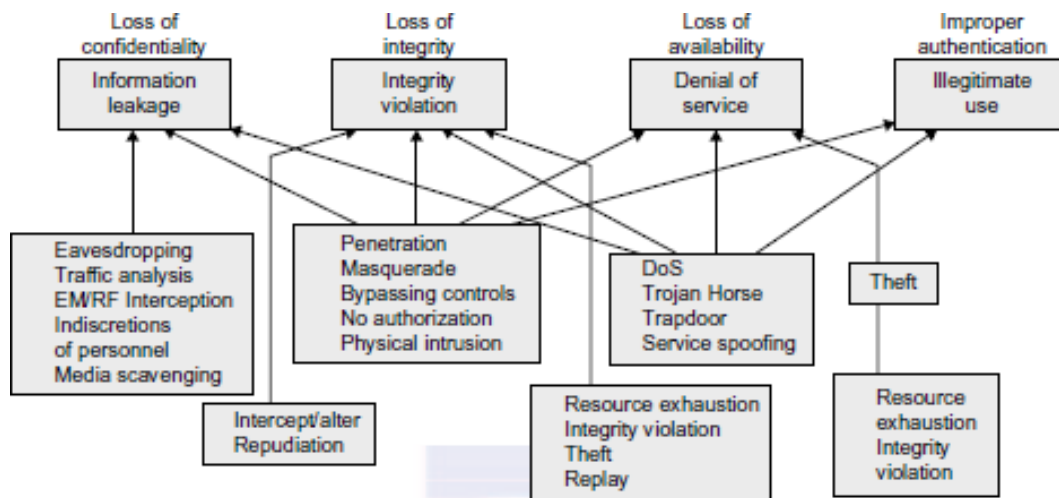 Loss of
confidentiality
Loss of
integrity
Loss of
availability
Improper
authentication
Information
leakage
Integrity
violation
Denial of
service
Illegitimate
use
Eavesdropping
Traffic analysis
EM/RF Interception
Indiscretions
of personnel
Media scavenging
Penetration
Masquerade
Bypassing controls
No authorization
Physical intrusion
DoS
Trojan Horse
Trapdoor
Service spoofing
Theft
Intercept/alter
Repudiation
Resource exhaustion
Integrity violation
Theft
Replay
Resource
exhaustion
Integrity
violation